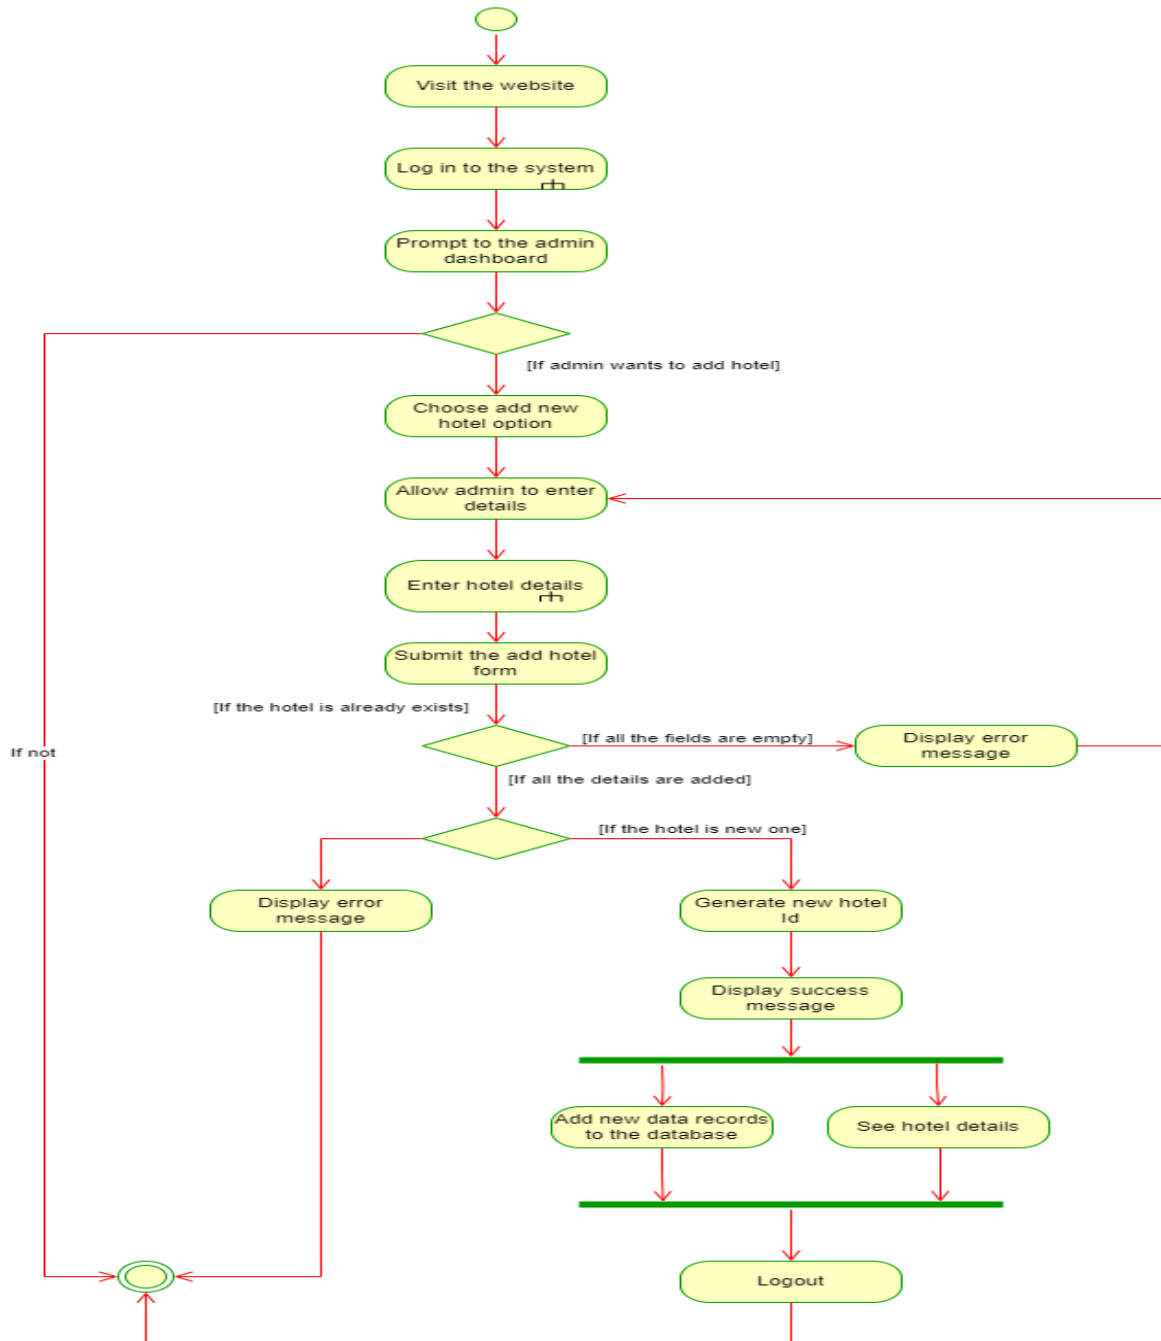 Visit the website
Log in to the system
Prompt to the admin
dashboard
[If admin wants to add hotel]
Choose add new
hotel option
Allow admin to enter
details
Enter hotel details
Submit the add hotel
form
[If the hotel is already exists]
[If all the fields are empty]
Display error
message
If not
[If all the details are added]
[If the hotel is new one]
Display error
message
Generate new hotel
Id
Display success
message
Add new data records
to the database
See hotel details
Logout